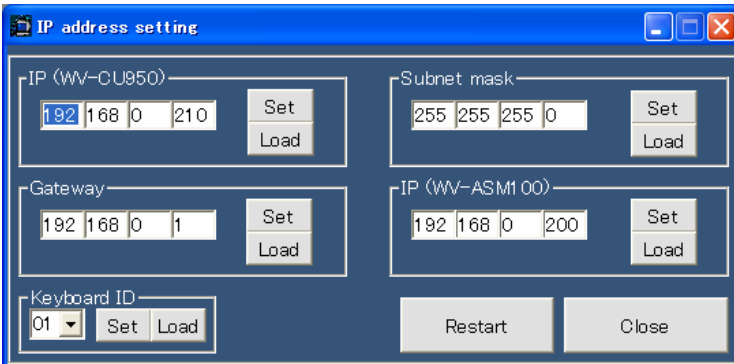 IP address setting
IP (WV-CU950)
192 168 0 210
Set
Load
Subnet mask
255 255 255 0
Set
Load
Gateway
192 168 0 1
Set
Load
IP (WV-ASM100)
192 168 0 200
Set
Load
Keyboard ID
01 Set Load
Restart
Close